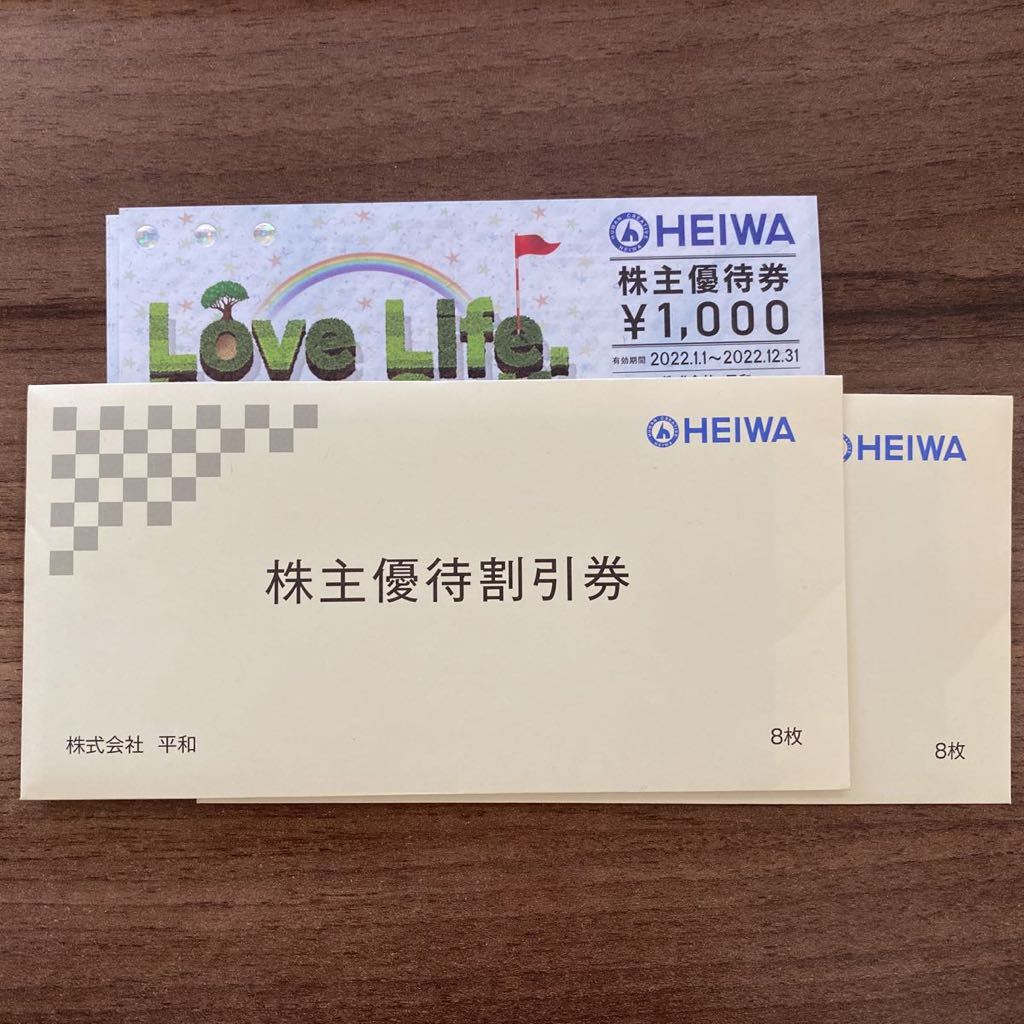 HEIWA
株主優待券
¥1,000
有効期間 2022.1.1～2022.12.31
Love Life.
HEIWA
株主優待割引券
株式会社 平和
8枚
HEIWA
8枚